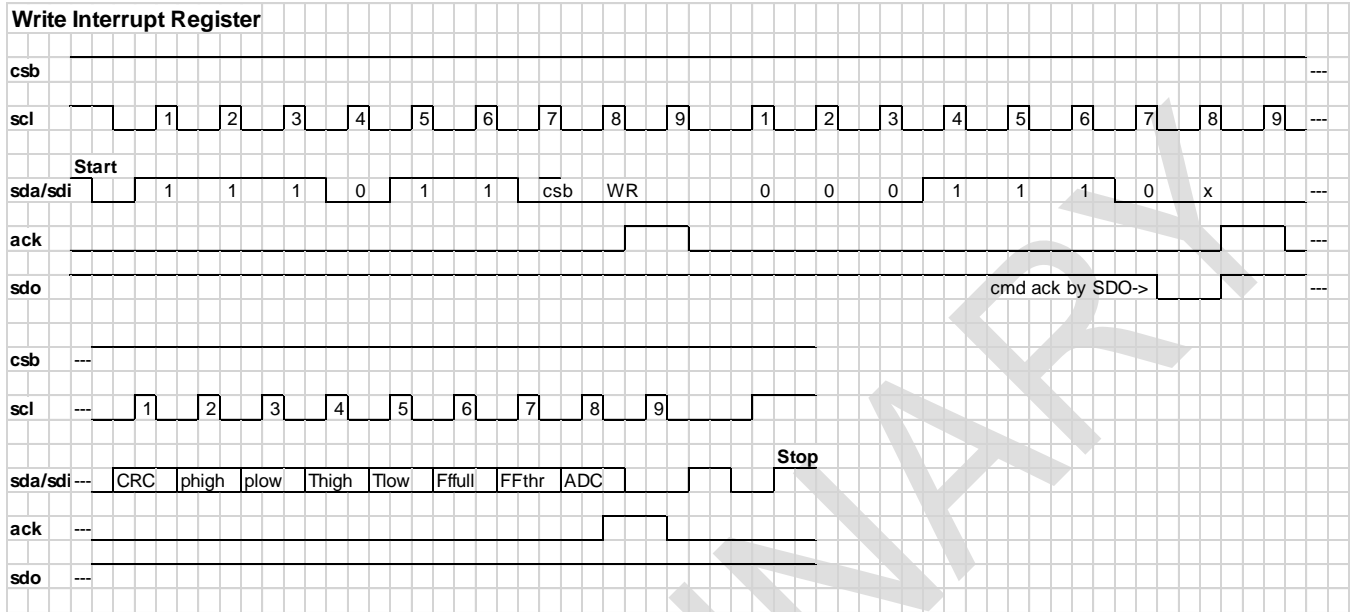 Write Interrupt Register
csb ---
scl 1 2 3 4 5 6 7 8 9 1 2 3 4 5 6 7 8 9 ---
Start
sda/sdi 1 1 1 0 1 1 csb WR 0 0 0 1 1 1 0 x ---
ack ---
sdo cmd ack by SDO-> ---
csb ---
scl --- 1 2 3 4 5 6 7 8 9
Stop
sda/sdi --- CRC phigh plow Thigh Tlow Fffull FFthr ADC
ack ---
sdo ---
INARY